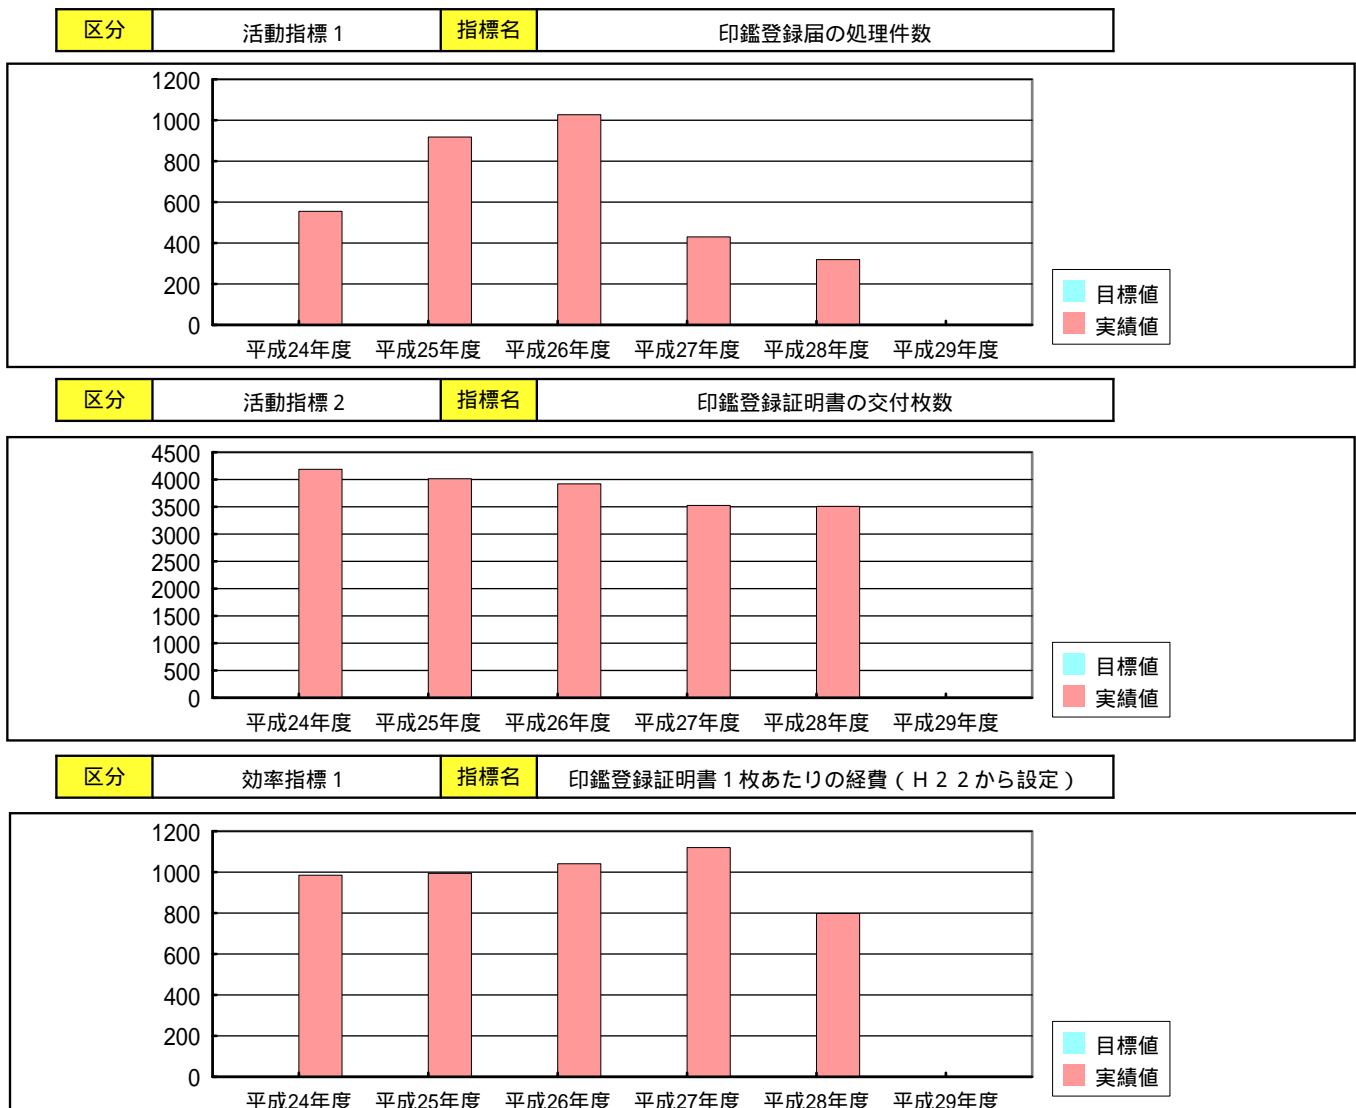 区分 活動指標１ 指標名 印鑑登録届の処理件数
1200
1000
800
600
400
200
0
平成24年度 平成25年度 平成26年度 平成27年度 平成28年度 平成29年度
目標値
実績値
区分 活動指標２ 指標名 印鑑登録証明書の交付枚数
4500
4000
3500
3000
2500
2000
1500
1000
500
0
平成24年度 平成25年度 平成26年度 平成27年度 平成28年度 平成29年度
目標値
実績値
区分 効率指標１ 指標名 印鑑登録証明書１枚あたりの経費（Ｈ２２から設定）
1200
1000
800
600
400
200
0
平成24年度 平成25年度 平成26年度 平成27年度 平成28年度 平成29年度
目標値
実績値